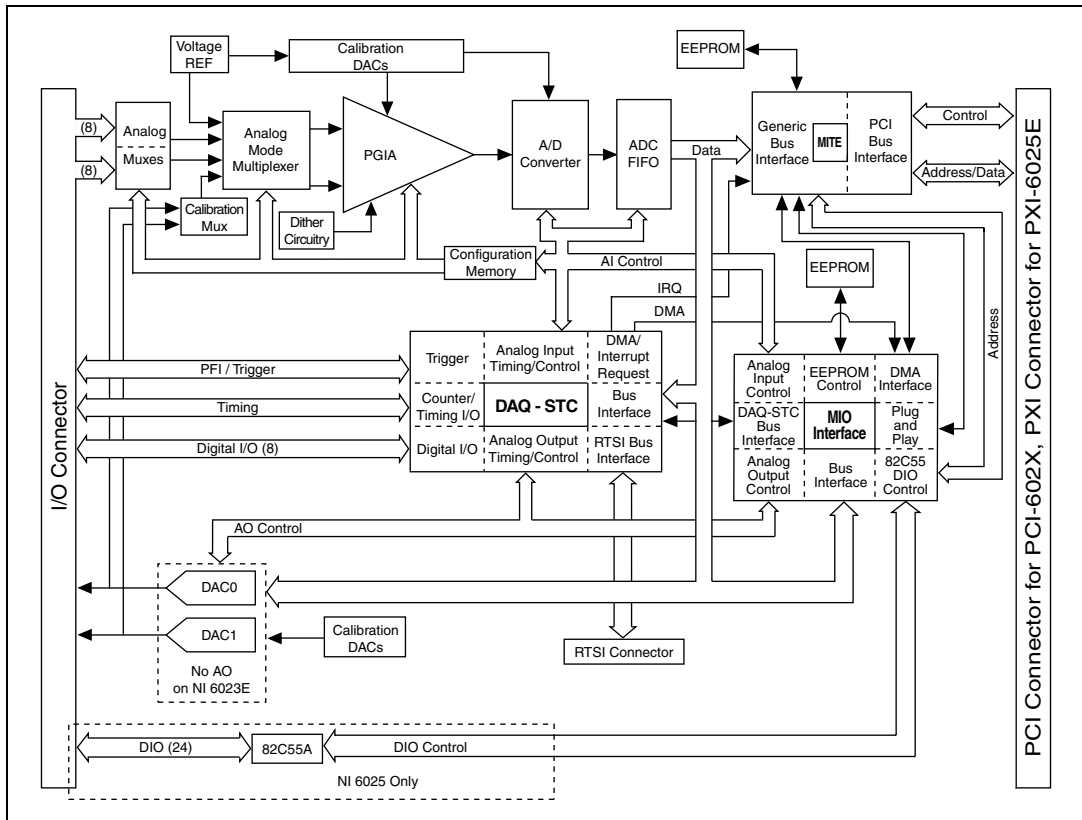 Voltage
REF
Calibration
DACs
EEPROM
(8)
Analog
Muxes
(8)
Analog
Mode
Multiplexer
PGIA
A/D
Converter
ADC
FIFO
Data
Generic
Bus
Interface
MITE
PCI
Bus
Interface
Control
Address/Data
Calibration
Mux
Dither
Circuitry
Configuration
Memory
AI Control
EEPROM
IRQ
DMA
Address
I/O Connector
PCI Connector for PCI-602X, PXI Connector for PXI-6025E
PFI / Trigger
Timing
Digital I/O (8)
Trigger
Analog Input
Timing/Control
DMA/
Interrupt
Request
Counter/
Timing I/O
DAQ - STC
Bus
Interface
Digital I/O
Analog Output
Timing/Control
RTSI Bus
Interface
Analog
Input
Control
EEPROM
Control
DMA
Interface
DAQ-STC
Bus
Interface
MIO
Interface
Plug
and
Play
Analog
Output
Control
Bus
Interface
82C55
DIO
Control
AO Control
DAC0
DAC1
Calibration
DACs
No AO
on NI 6023E
RTSI Connector
DIO (24)
82C55A
DIO Control
NI 6025 Only